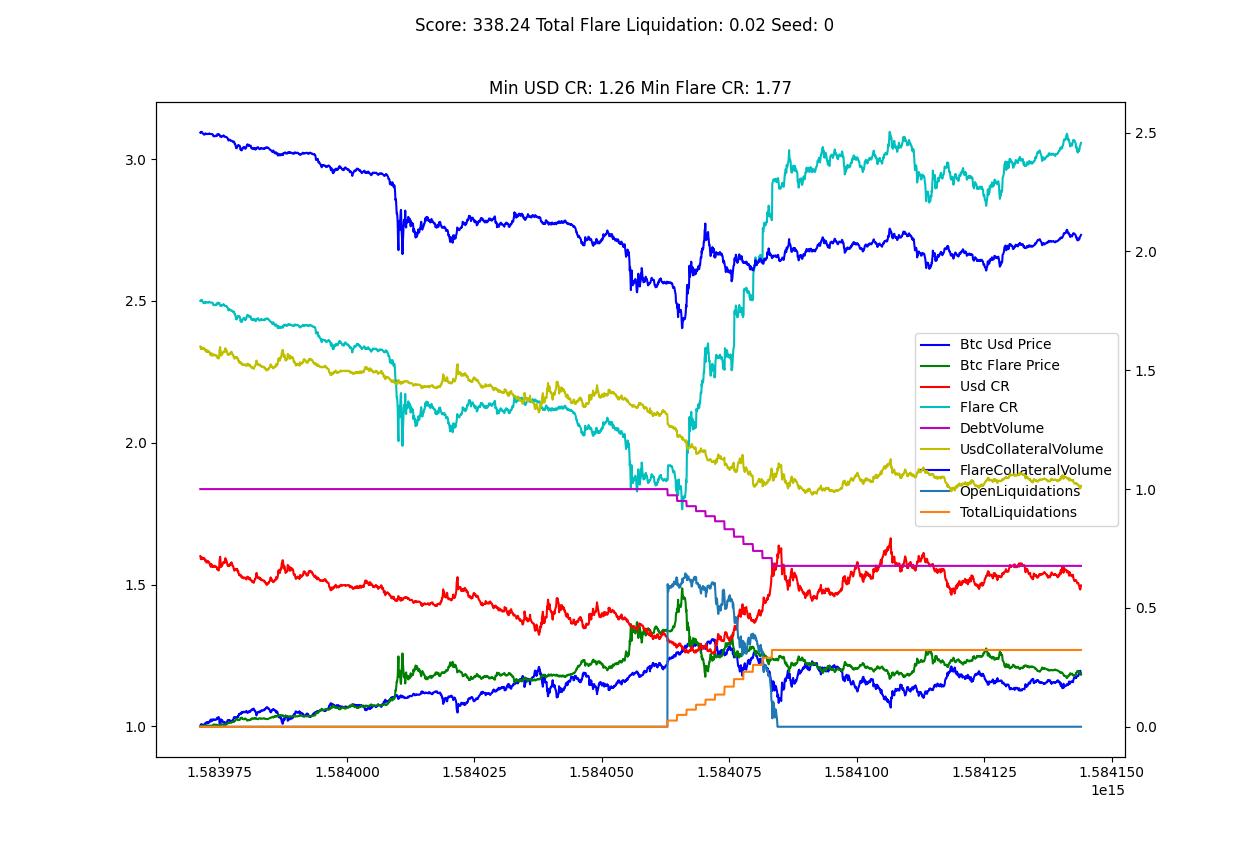 Score: 338.24 Total Flare Liquidation: 0.02 Seed: 0
Min USD CR: 1.26 Min Flare CR: 1.77
3.0
2.5
2.0
1.5
1.0
2.5
2.0
1.5
1.0
0.5
0.0
Btc Usd Price
Btc Flare Price
Usd CR
Flare CR
DebtVolume
UsdCollateralVolume
FlareCollateralVolume
OpenLiquidations
TotalLiquidations
1.583975 1.584000 1.584025 1.584050 1.584075 1.584100 1.584125 1.584150
1e15